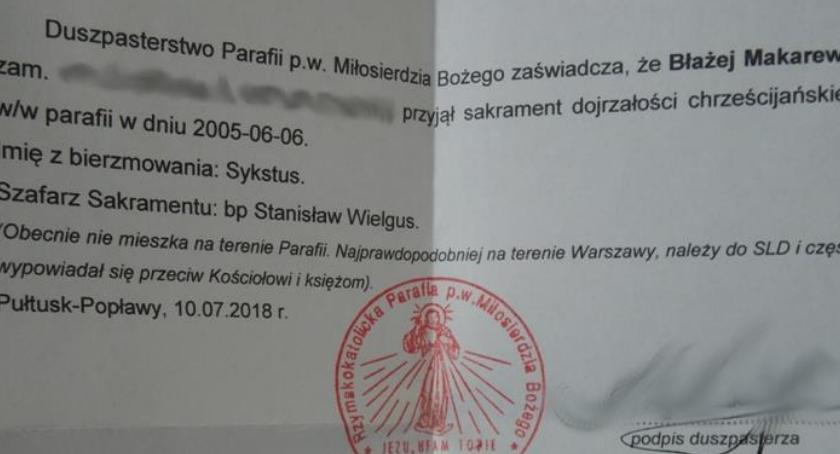 Duszpasterstwo Parafii p.w. Miłosierdzia Bożego zaświadcza, że Błażej Makarew
zam. przyjął sakrament dojrzałości chrześcijańskie
w/w parafii w dniu 2005-06-06.
mię z bierzmowania: Sykstus.
Szafarz Sakramentu: bp Stanisław Wielgus.
(Obecnie nie mieszka na terenie Parafii. Najprawdopodobniej na terenie Warszawy, należy do SLD i częs
wypowiadał się przeciw Kościołowi i księżom).
Pułtusk-Popławy, 10.07.2018 r.
Rzymskokatolicka Parafia p.w. Miłosierdzia Bożego
JEZU, UFAM TOBIE
podpis duszpasterza